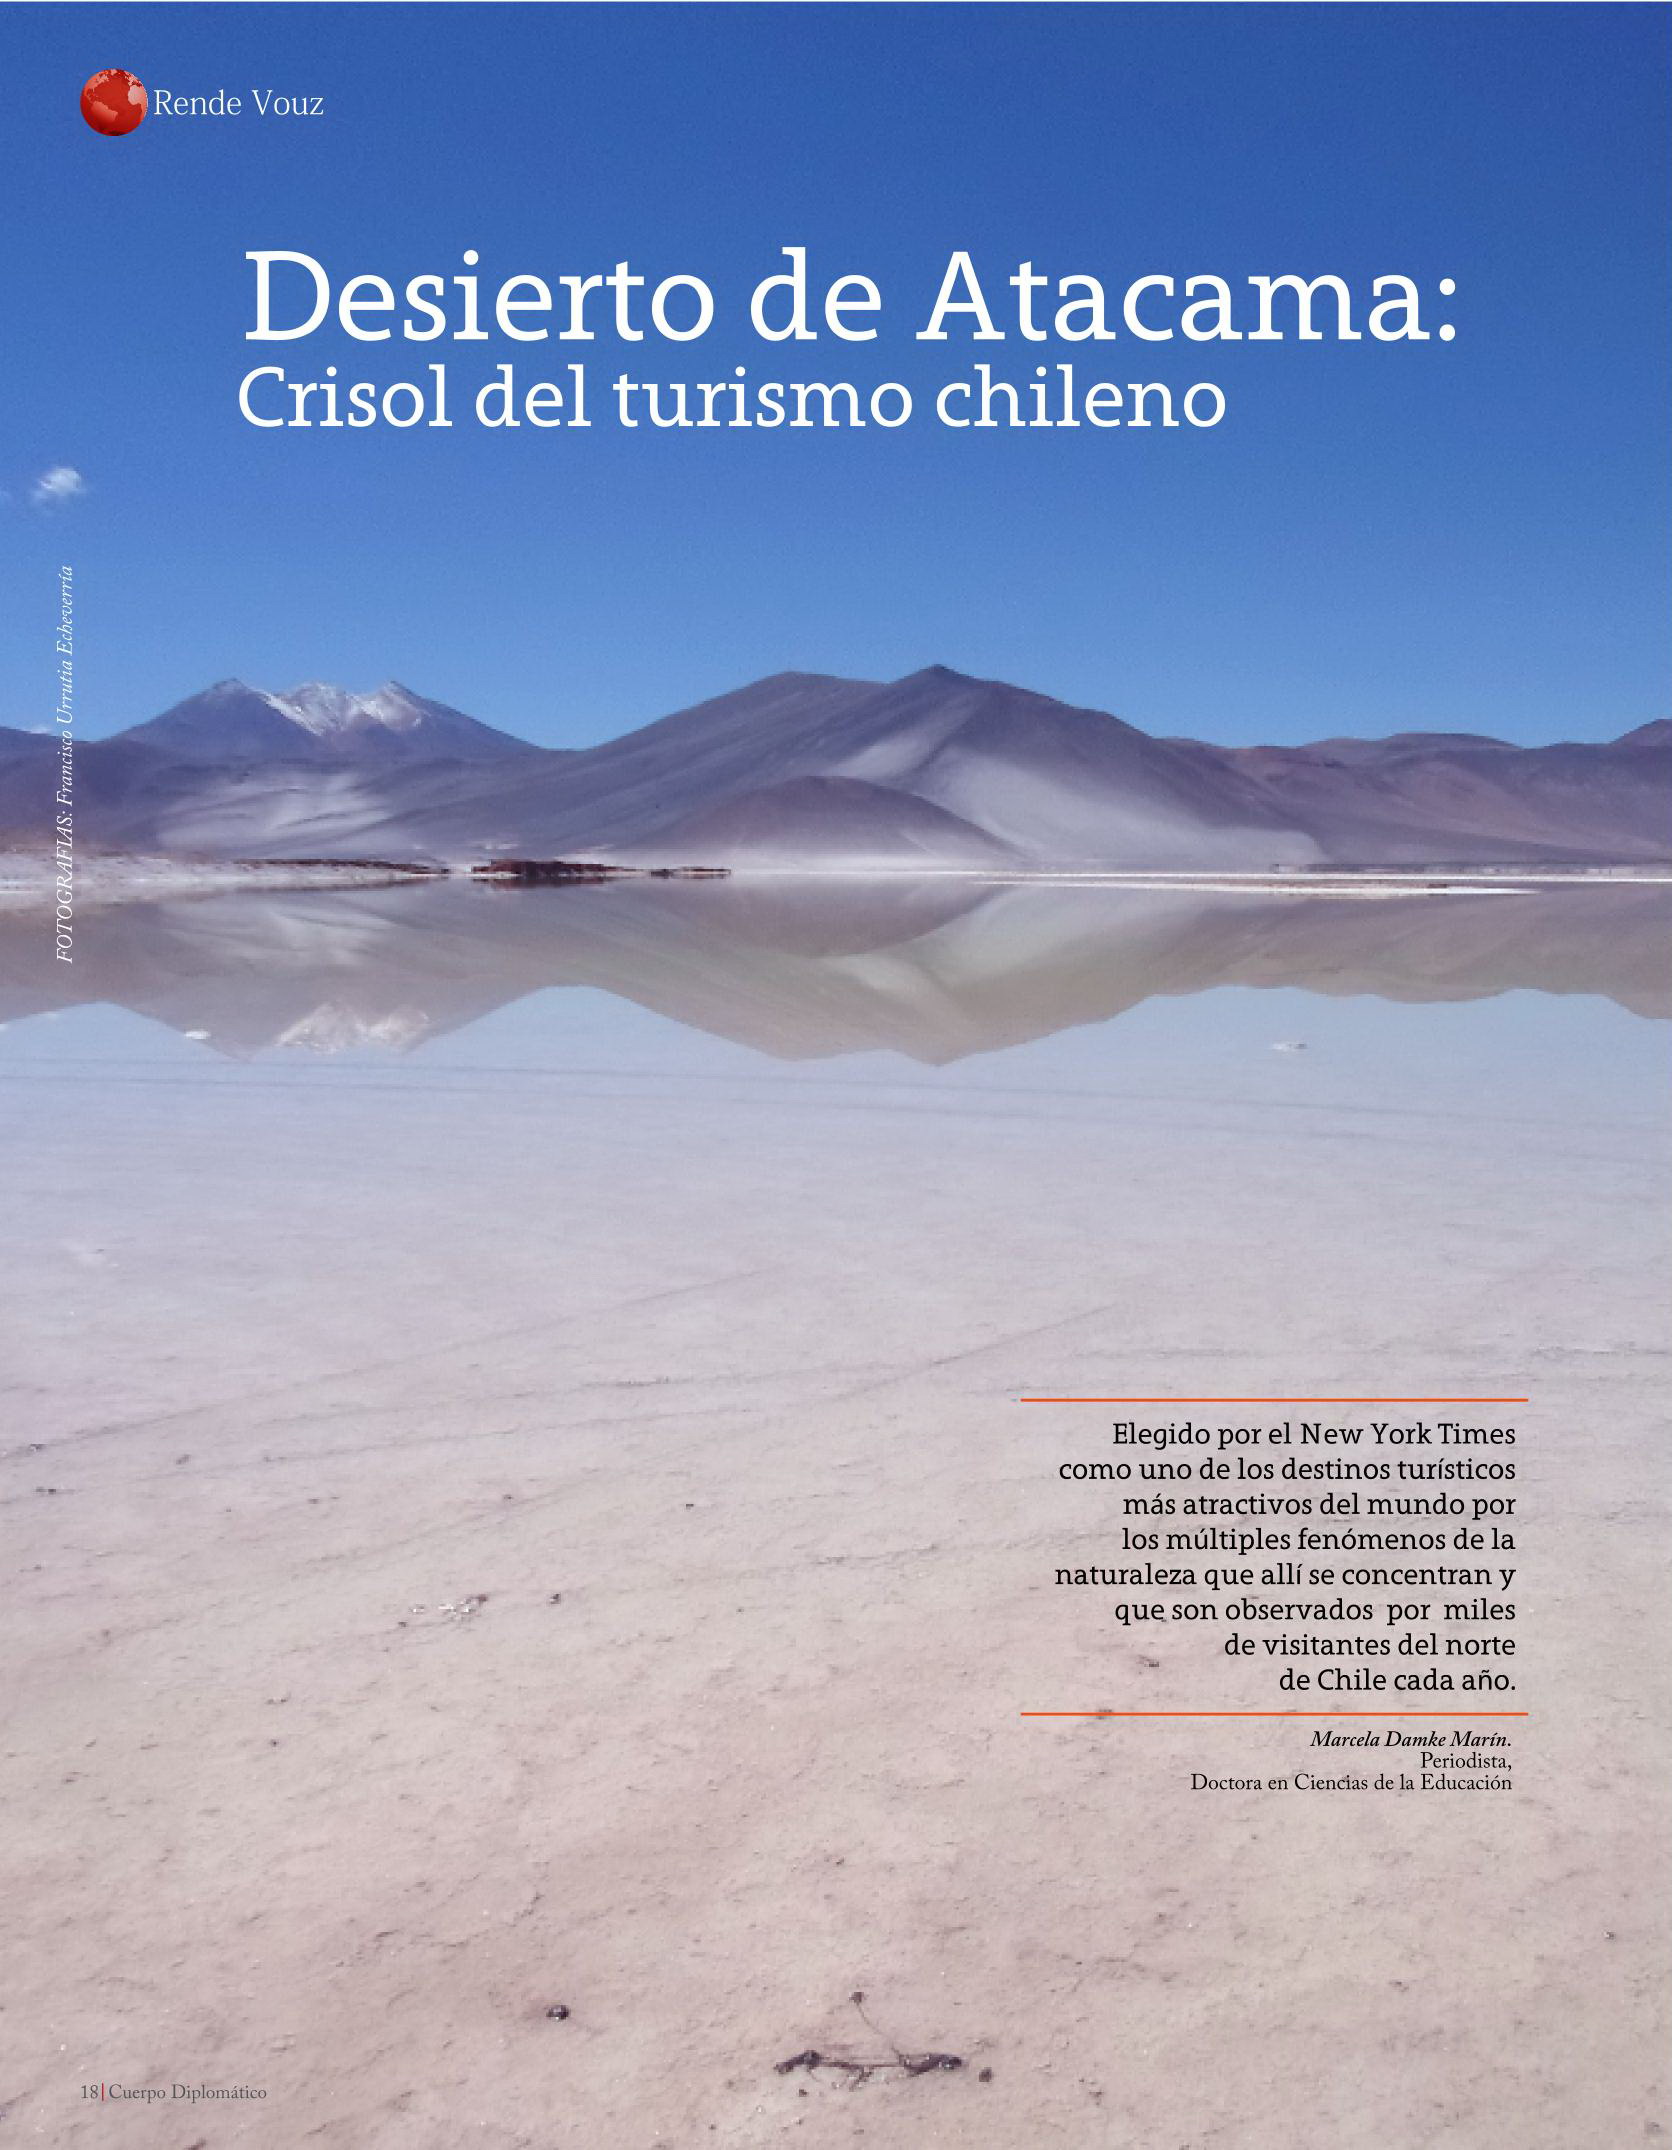 Rende Vouz
Desierto de Atacama:
Crisol del turismo chileno
FOTOGRAFIAS: Francisco Urrutia Echeverría
Elegido por el New York Times
como uno de los destinos turísticos
más atractivos del mundo por
los múltiples fenómenos de la
naturaleza que allí se concentran y
que son observados por miles
de visitantes del norte
de Chile cada año.
Marcela Damke Marín.
Periodista,
Doctora en Ciencias de la Educación
18| Cuerpo Diplomático